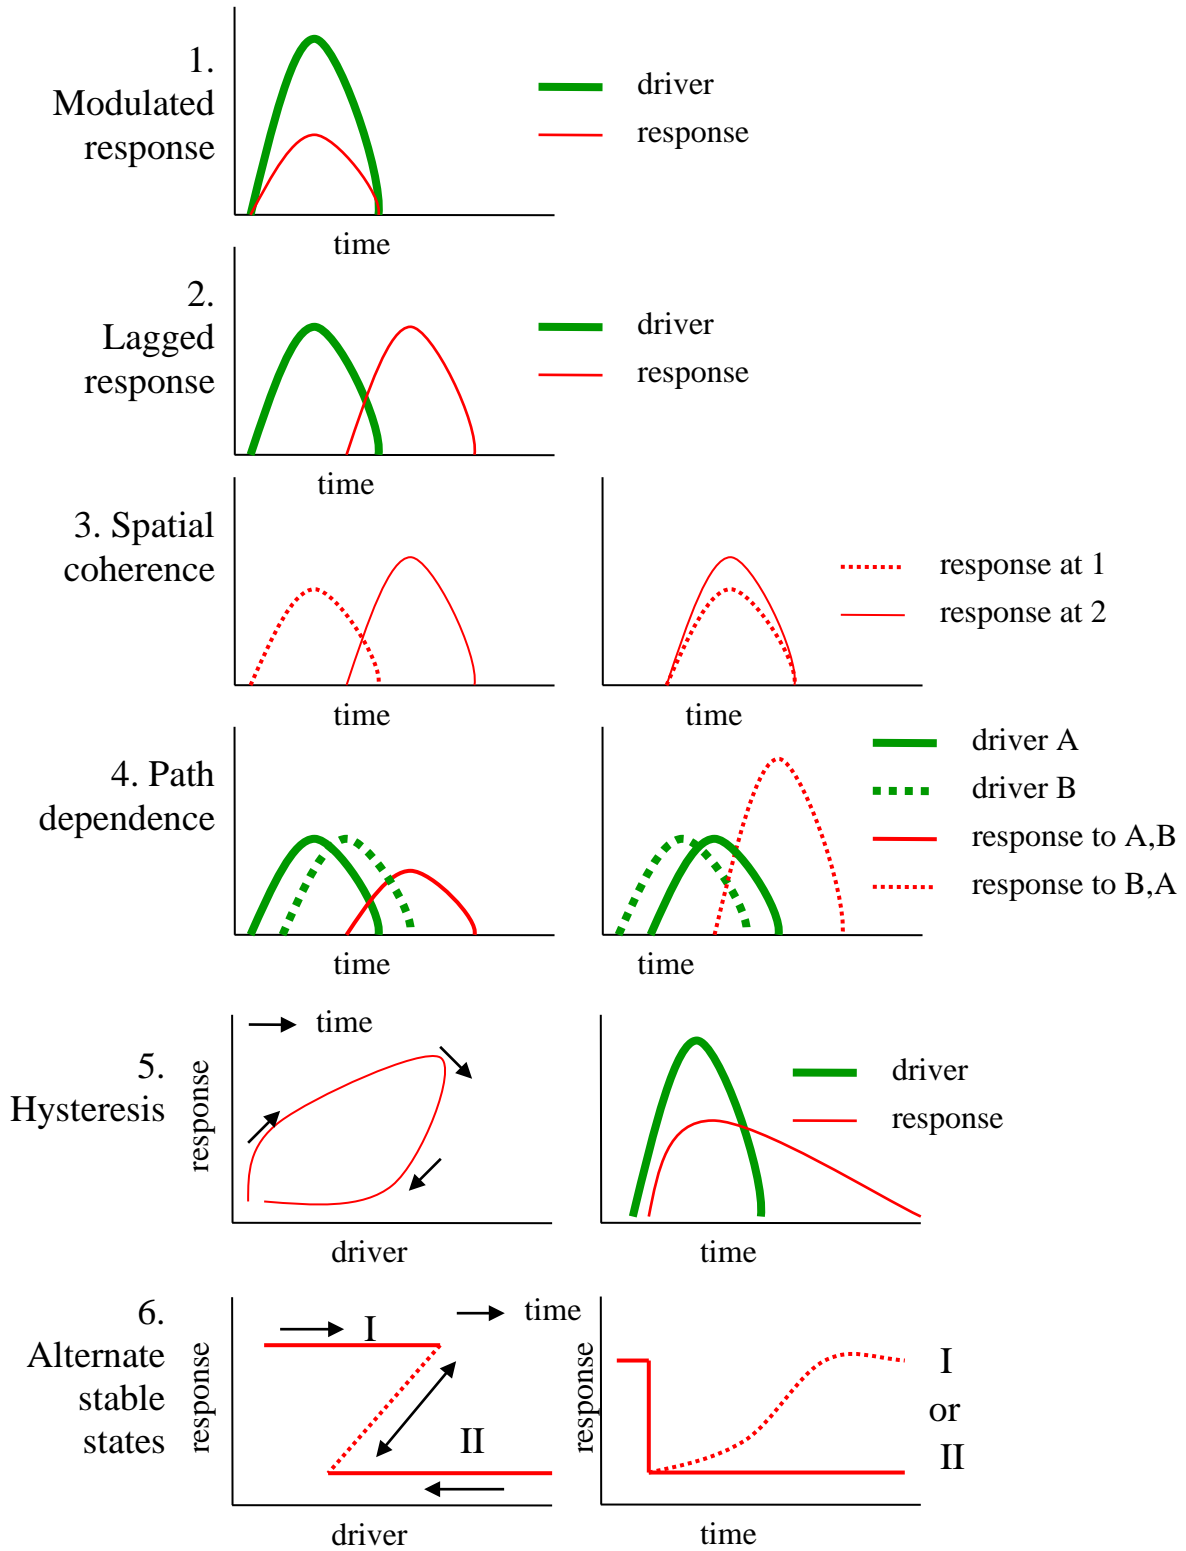 1.
Modulated
response
driver
response
time
2.
Lagged
response
driver
response
time
3. Spatial
coherence
response at 1
response at 2
time
time
4. Path
dependence
driver A
driver B
response to A,B
response to B,A
time
time
5.
Hysteresis
response
time
driver
driver
response
time
6.
Alternate
stable
states
response
I
time
II
driver
response
I
or
II
time